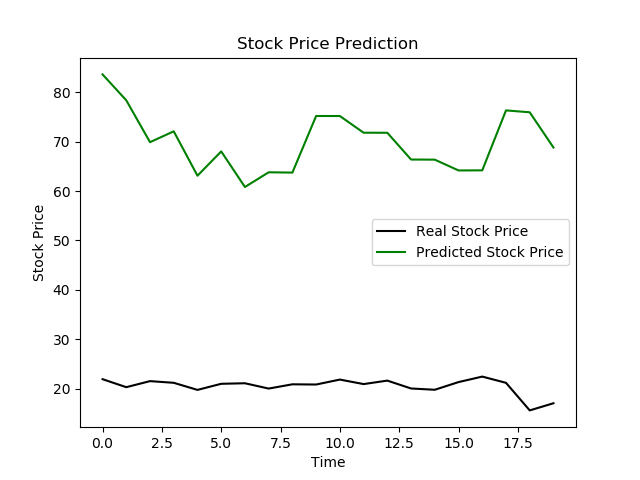 Stock Price Prediction
80
70
60
50
40
30
20
Stock Price
Real Stock Price
Predicted Stock Price
0.0 2.5 5.0 7.5 10.0 12.5 15.0 17.5
Time